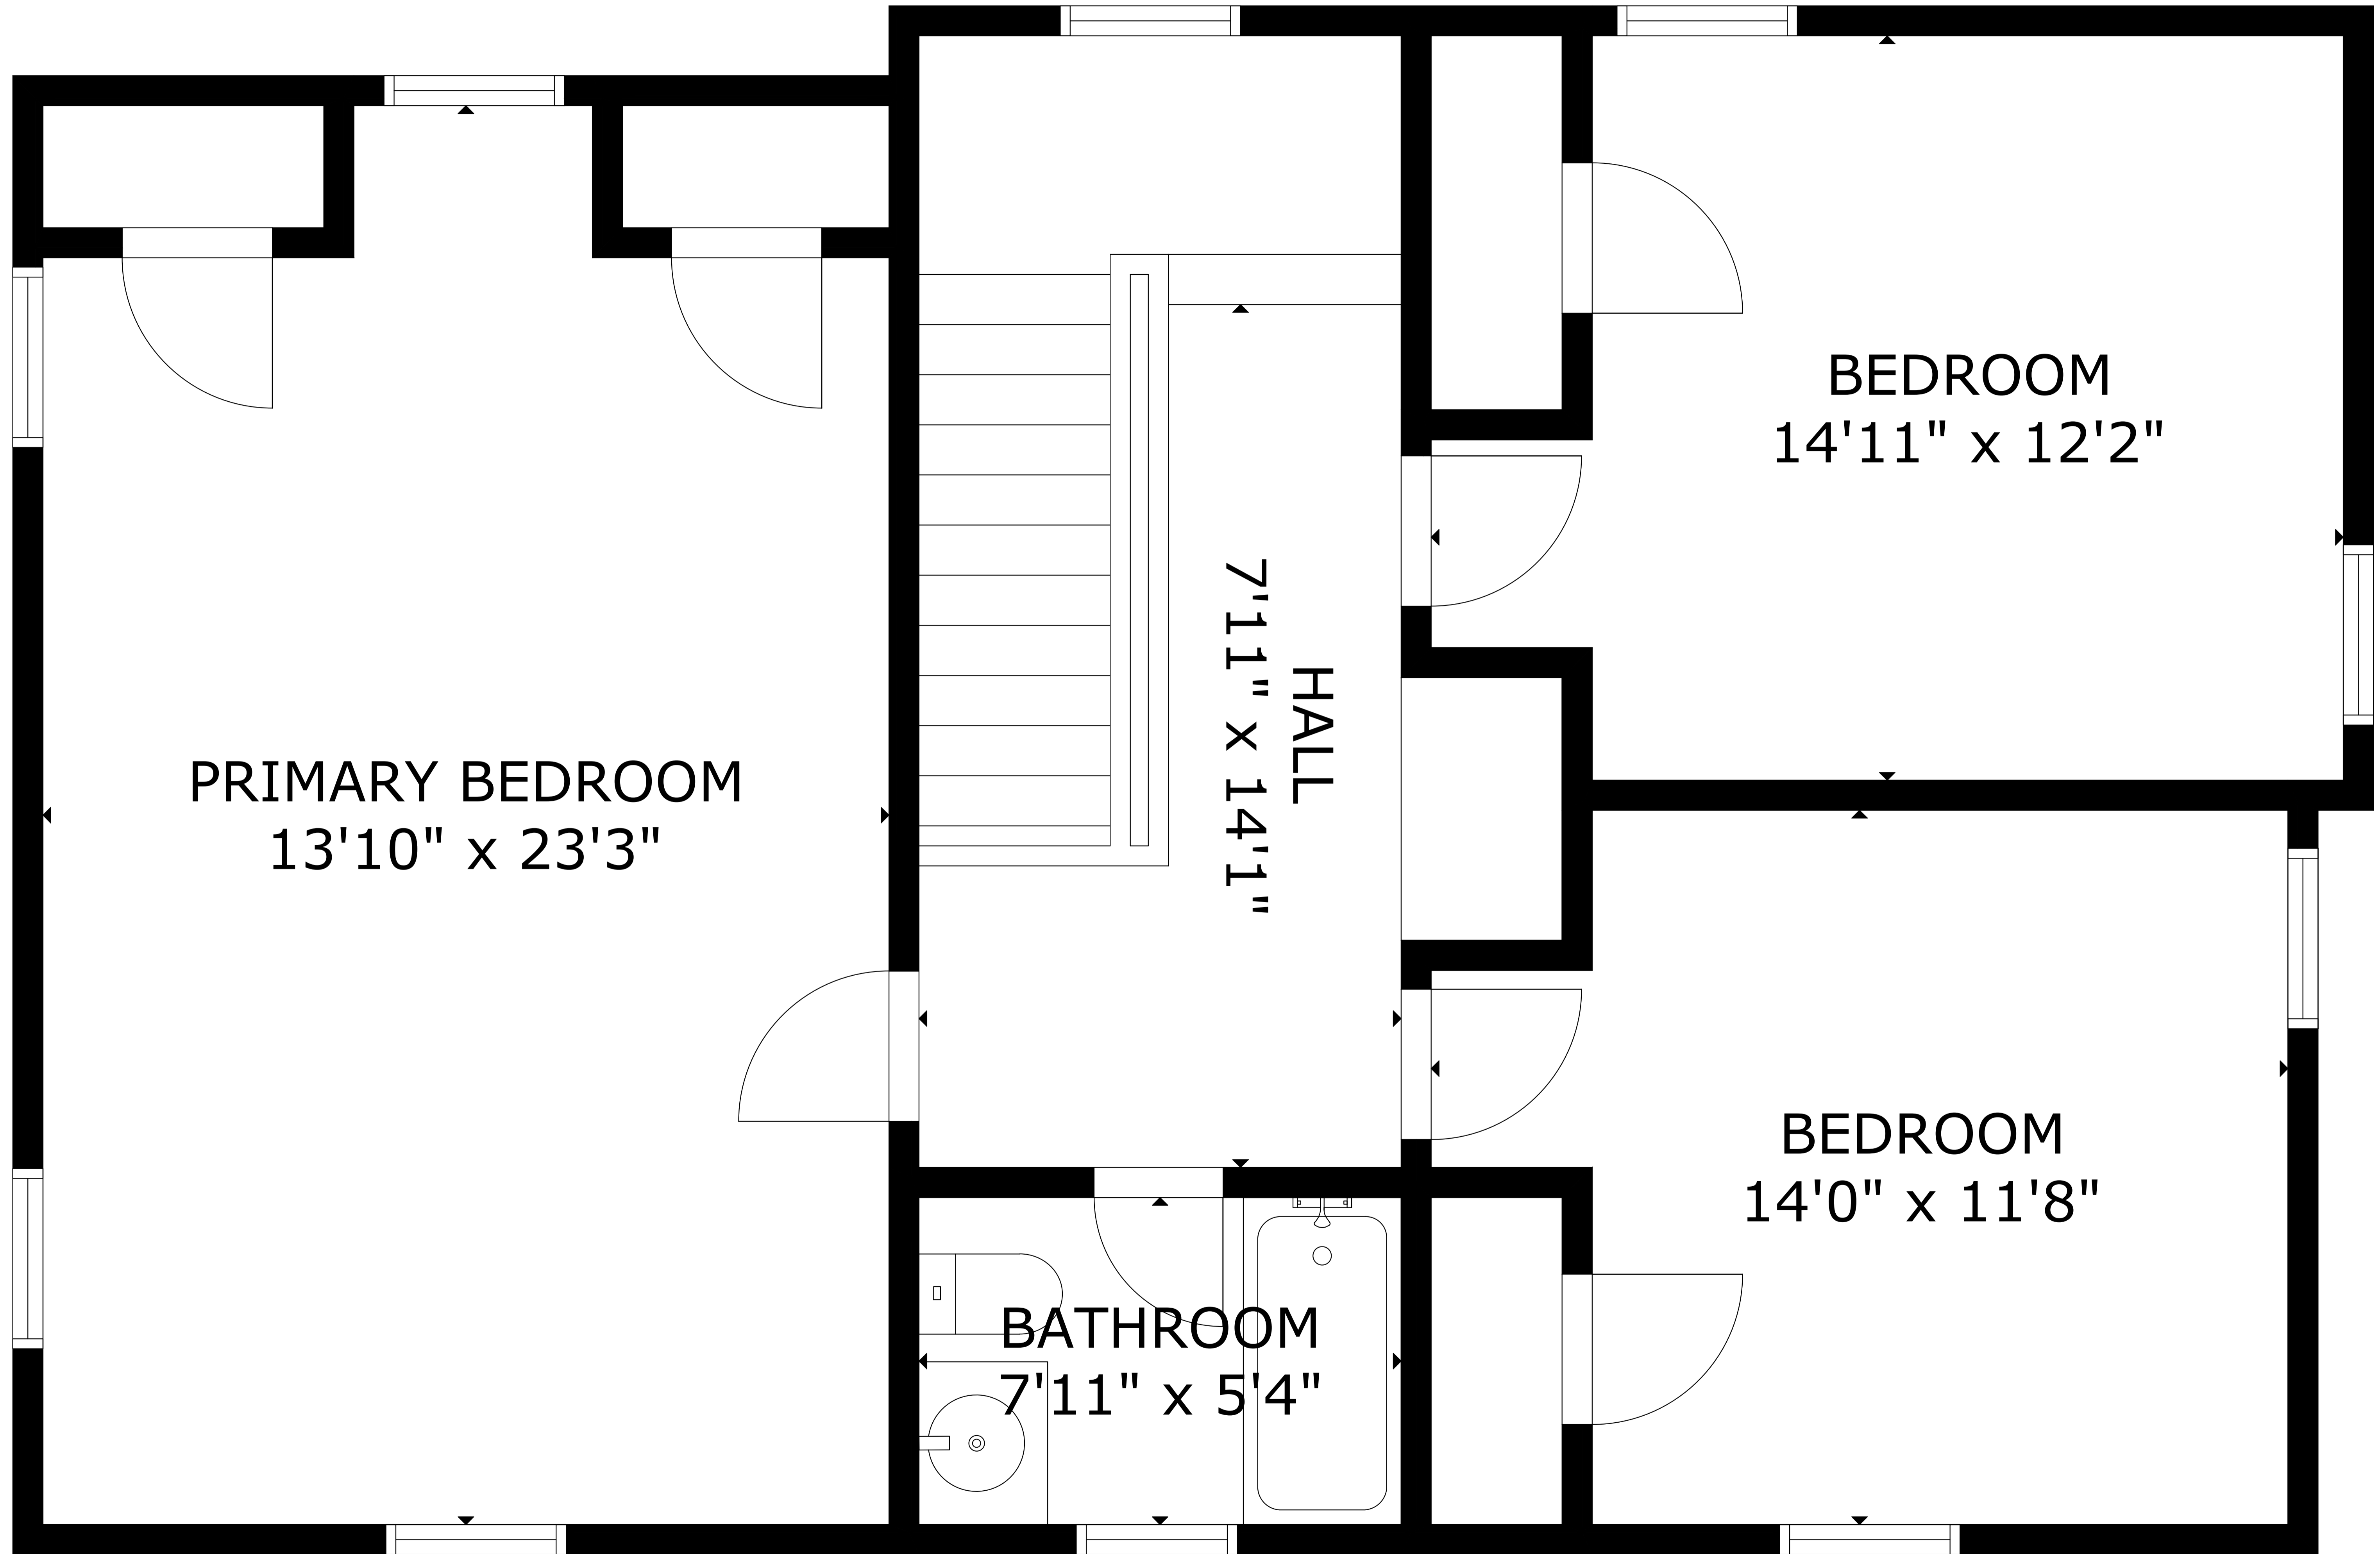 BEDROOM
14'11" x 12'2"
HALL
7'11" x 14'1"
PRIMARY BEDROOM
13'10" x 23'3"
BEDROOM
14'0" x 11'8"
BATHROOM
7'11" x 5'4"